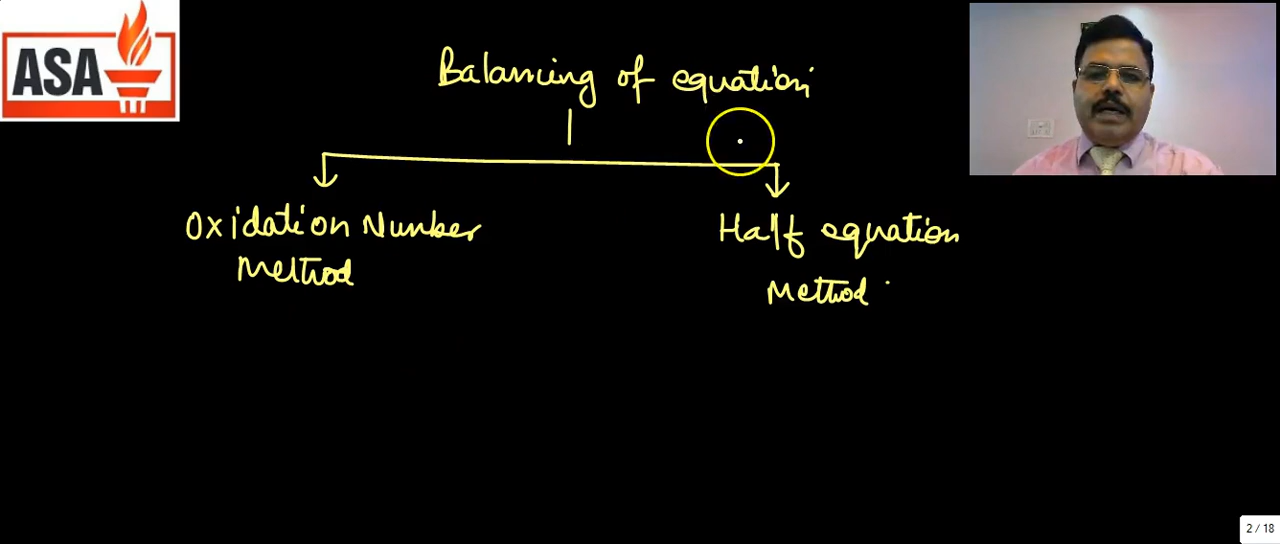 ASA
Balancing of equation
Oxidation Number
Method
Half equation
Method
2 / 18